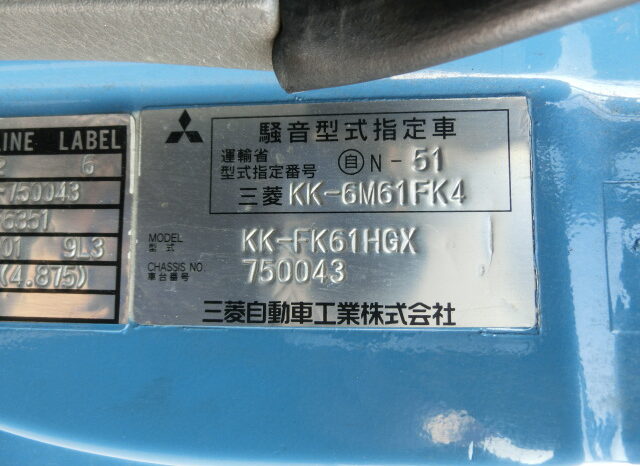 LINE LABEL
2 6
-750043
6351
01 9L3
(4.875)
騒音型式指定車
運輸省
型式指定番号 自 N-51
三菱 KK-6M61FK4
MODEL
型式 KK-FK61HGX
CHASSIS NO
車台番号 750043
三菱自動車工業株式会社